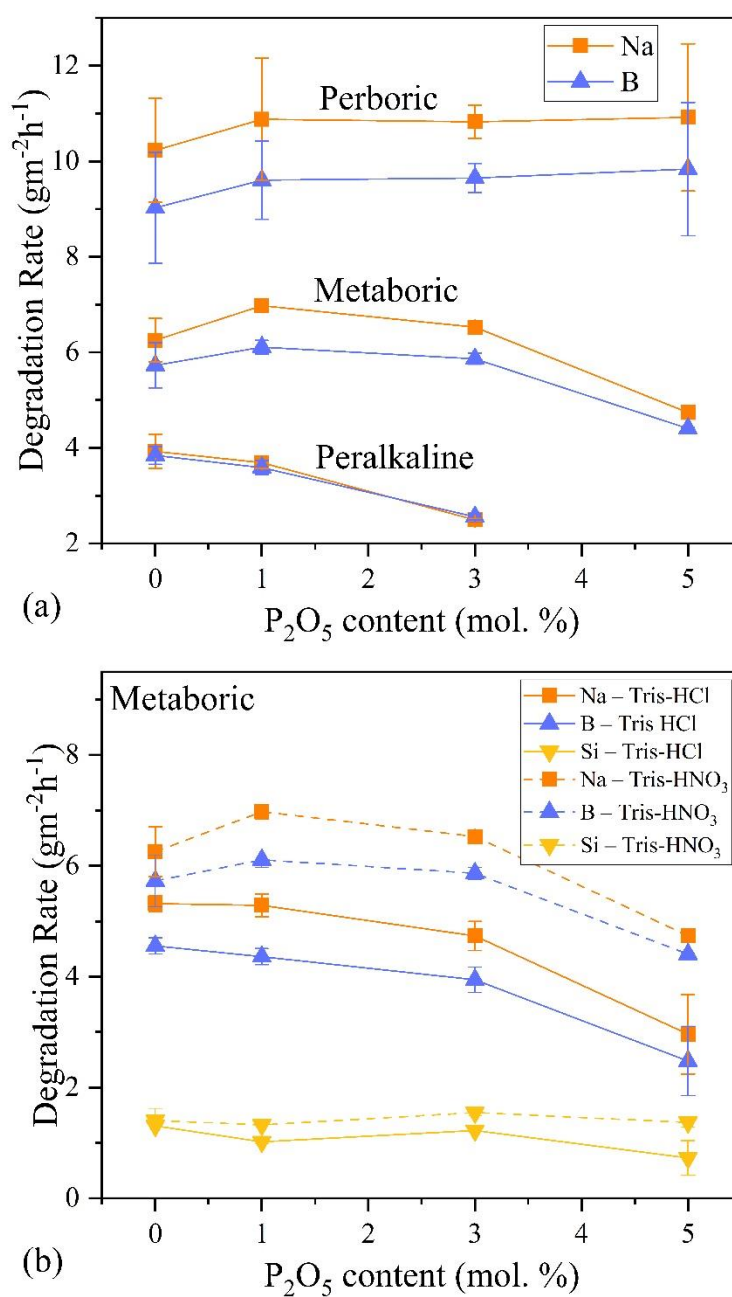 12
10
8
6
4
2
Degradation Rate (gm⁻²h⁻¹)
Na
B
Perboric
Metaboric
Peralkaline
0 1 2 3 4 5
(a)
P₂O₅ content (mol. %)
Metaboric
Na – Tris-HCl
B – Tris HCl
Si – Tris-HCl
Na – Tris-HNO₃
B – Tris-HNO₃
Si – Tris-HNO₃
8
6
4
2
0
Degradation Rate (gm⁻²h⁻¹)
0 1 2 3 4 5
(b)
P₂O₅ content (mol. %)